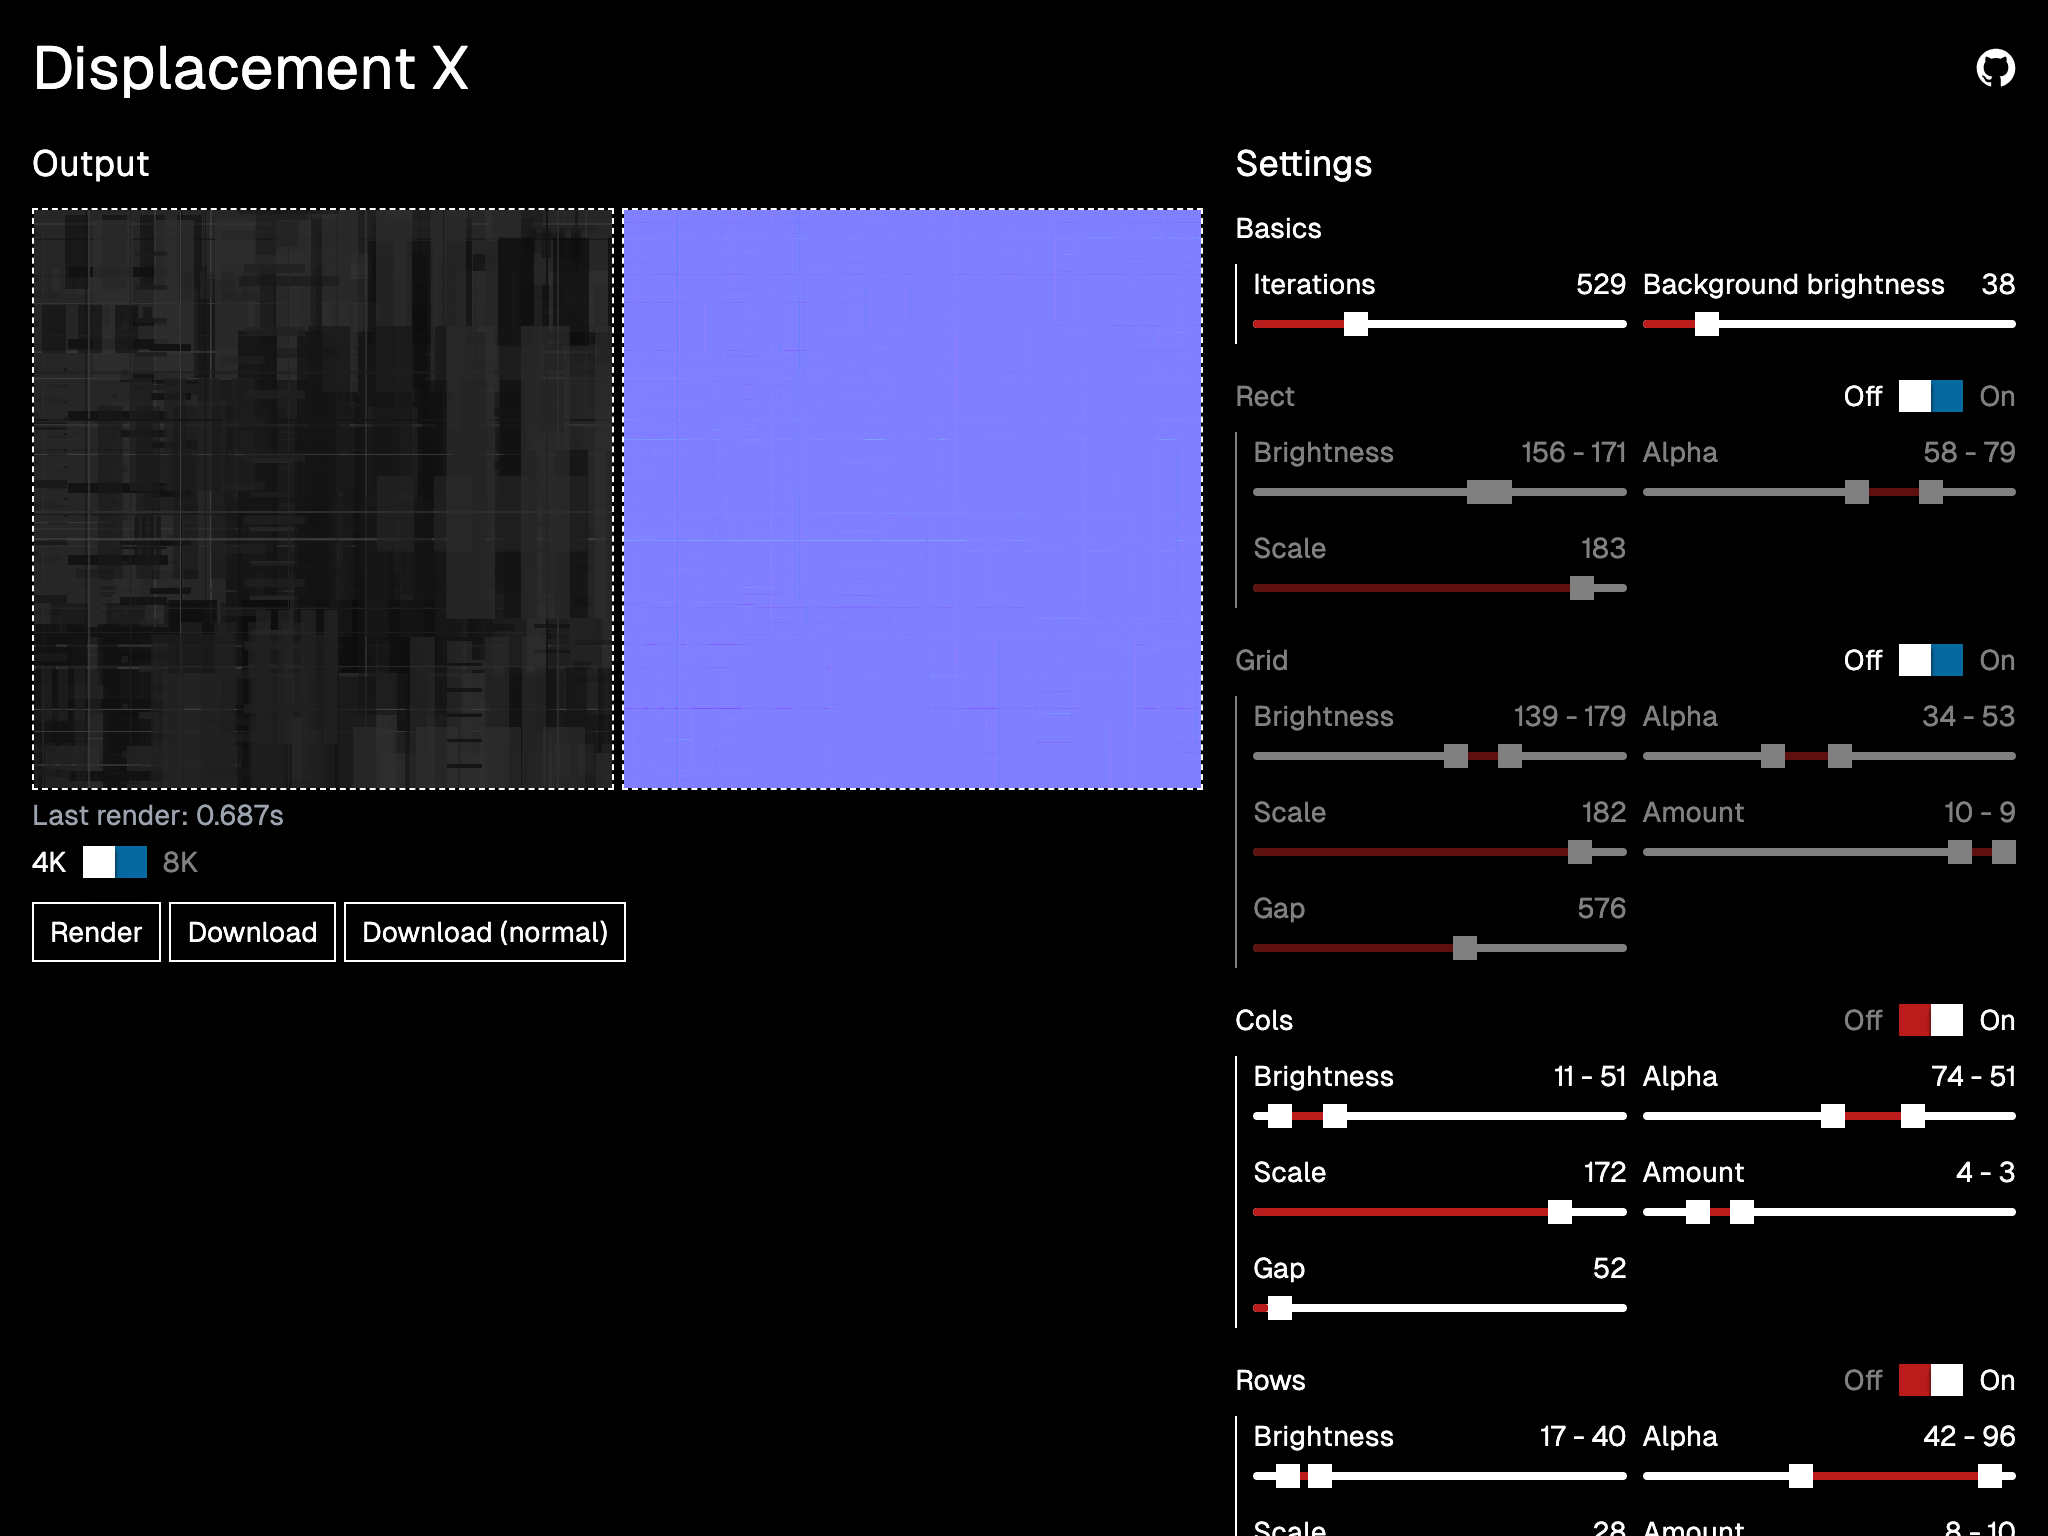 Displacement X
Output
Last render: 0.687s
4K 8K
Render Download Download (normal)
Settings
Basics
Iterations 529 Background brightness 38
Rect Off On
Brightness 156 - 171 Alpha 58 - 79
Scale 183
Grid Off On
Brightness 139 - 179 Alpha 34 - 53
Scale 182 Amount 10 - 9
Gap 576
Cols Off On
Brightness 11 - 51 Alpha 74 - 51
Scale 172 Amount 4 - 3
Gap 52
Rows Off On
Brightness 17 - 40 Alpha 42 - 96
Scale 28 Amount 8 - 10